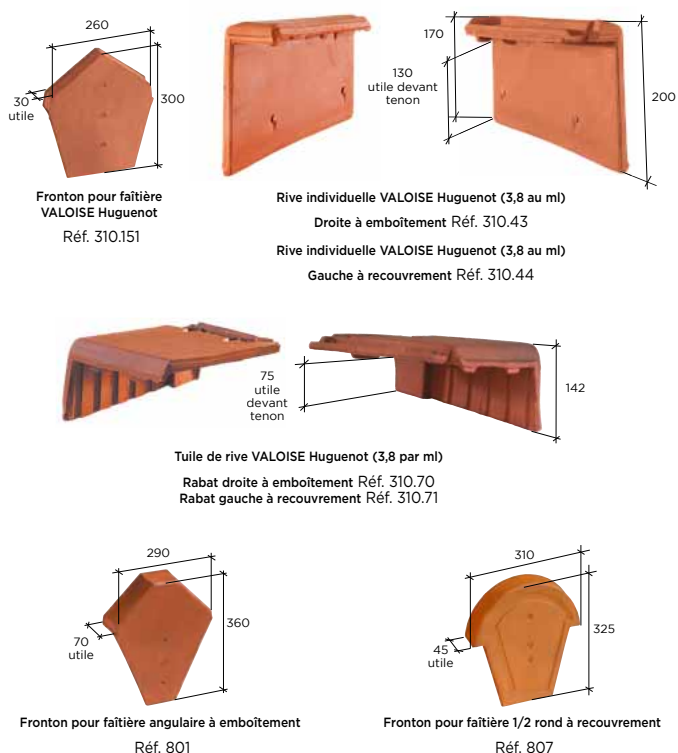 260
30
utile
300
Fronton pour faîtière
VALOISE Huguenot
Réf. 310.151
170
130
utile devant
tenon
200
Rive individuelle VALOISE Huguenot (3,8 au ml)
Droite à emboîtement Réf. 310.43
Rive individuelle VALOISE Huguenot (3,8 au ml)
Gauche à recouvrement Réf. 310.44
75
utile
devant
tenon
142
Tuile de rive VALOISE Huguenot (3,8 par ml)
Rabat droite à emboîtement Réf. 310.70
Rabat gauche à recouvrement Réf. 310.71
290
70
utile
360
Fronton pour faîtière angulaire à emboîtement
Réf. 801
310
45
utile
325
Fronton pour faîtière 1/2 rond à recouvrement
Réf. 807